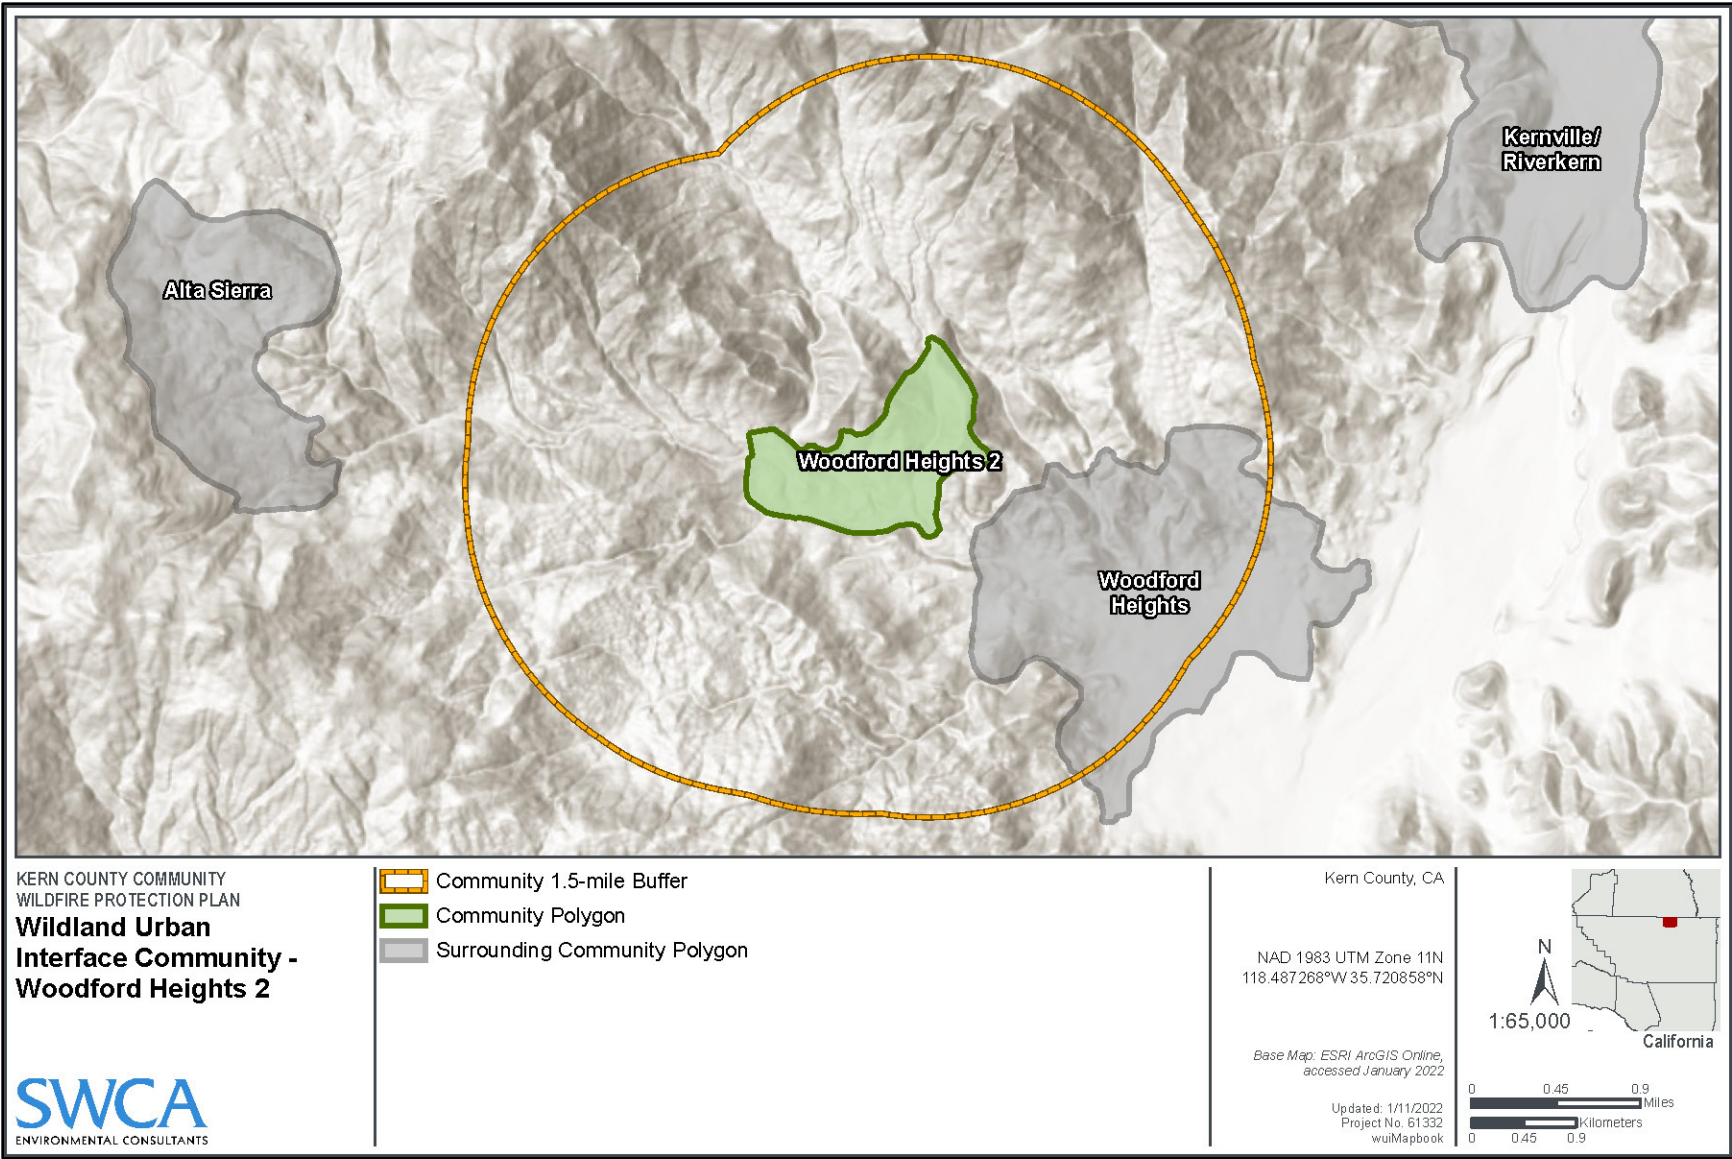 Kernville/
Riverkern
Alta Sierra
Woodford Heights 2
Woodford
Heights
KERN COUNTY COMMUNITY
WILDFIRE PROTECTION PLAN
Wildland Urban
Interface Community -
Woodford Heights 2
SWCA
ENVIRONMENTAL CONSULTANTS
Community 1.5-mile Buffer
Community Polygon
Surrounding Community Polygon
Kern County, CA
NAD 1983 UTM Zone 11N
118.487268°W 35.720858°N
Base Map: ESRI ArcGIS Online,
accessed January 2022
Updated: 1/11/2022
Project No. 61332
wuiMapbook
N
1:65,000
California
0 0.45 0.9
Miles
Kilometers
0 0.45 0.9